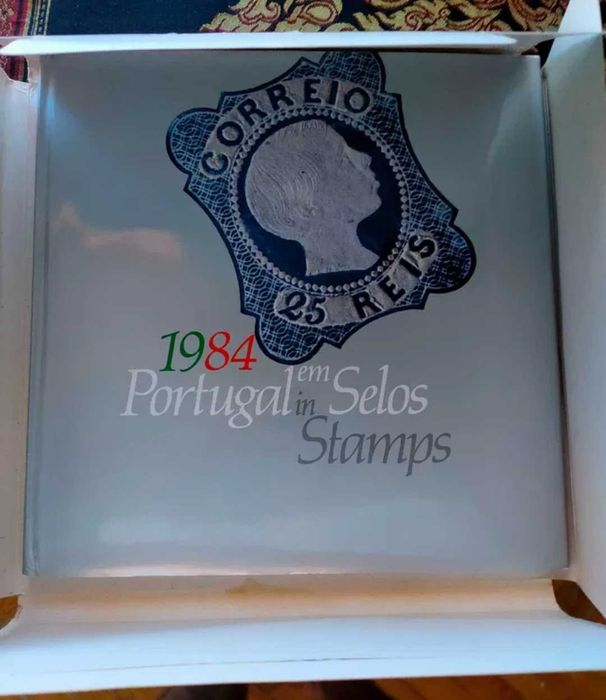 CORREIO
25 REIS
1984
Portugal em Selos
in Stamps